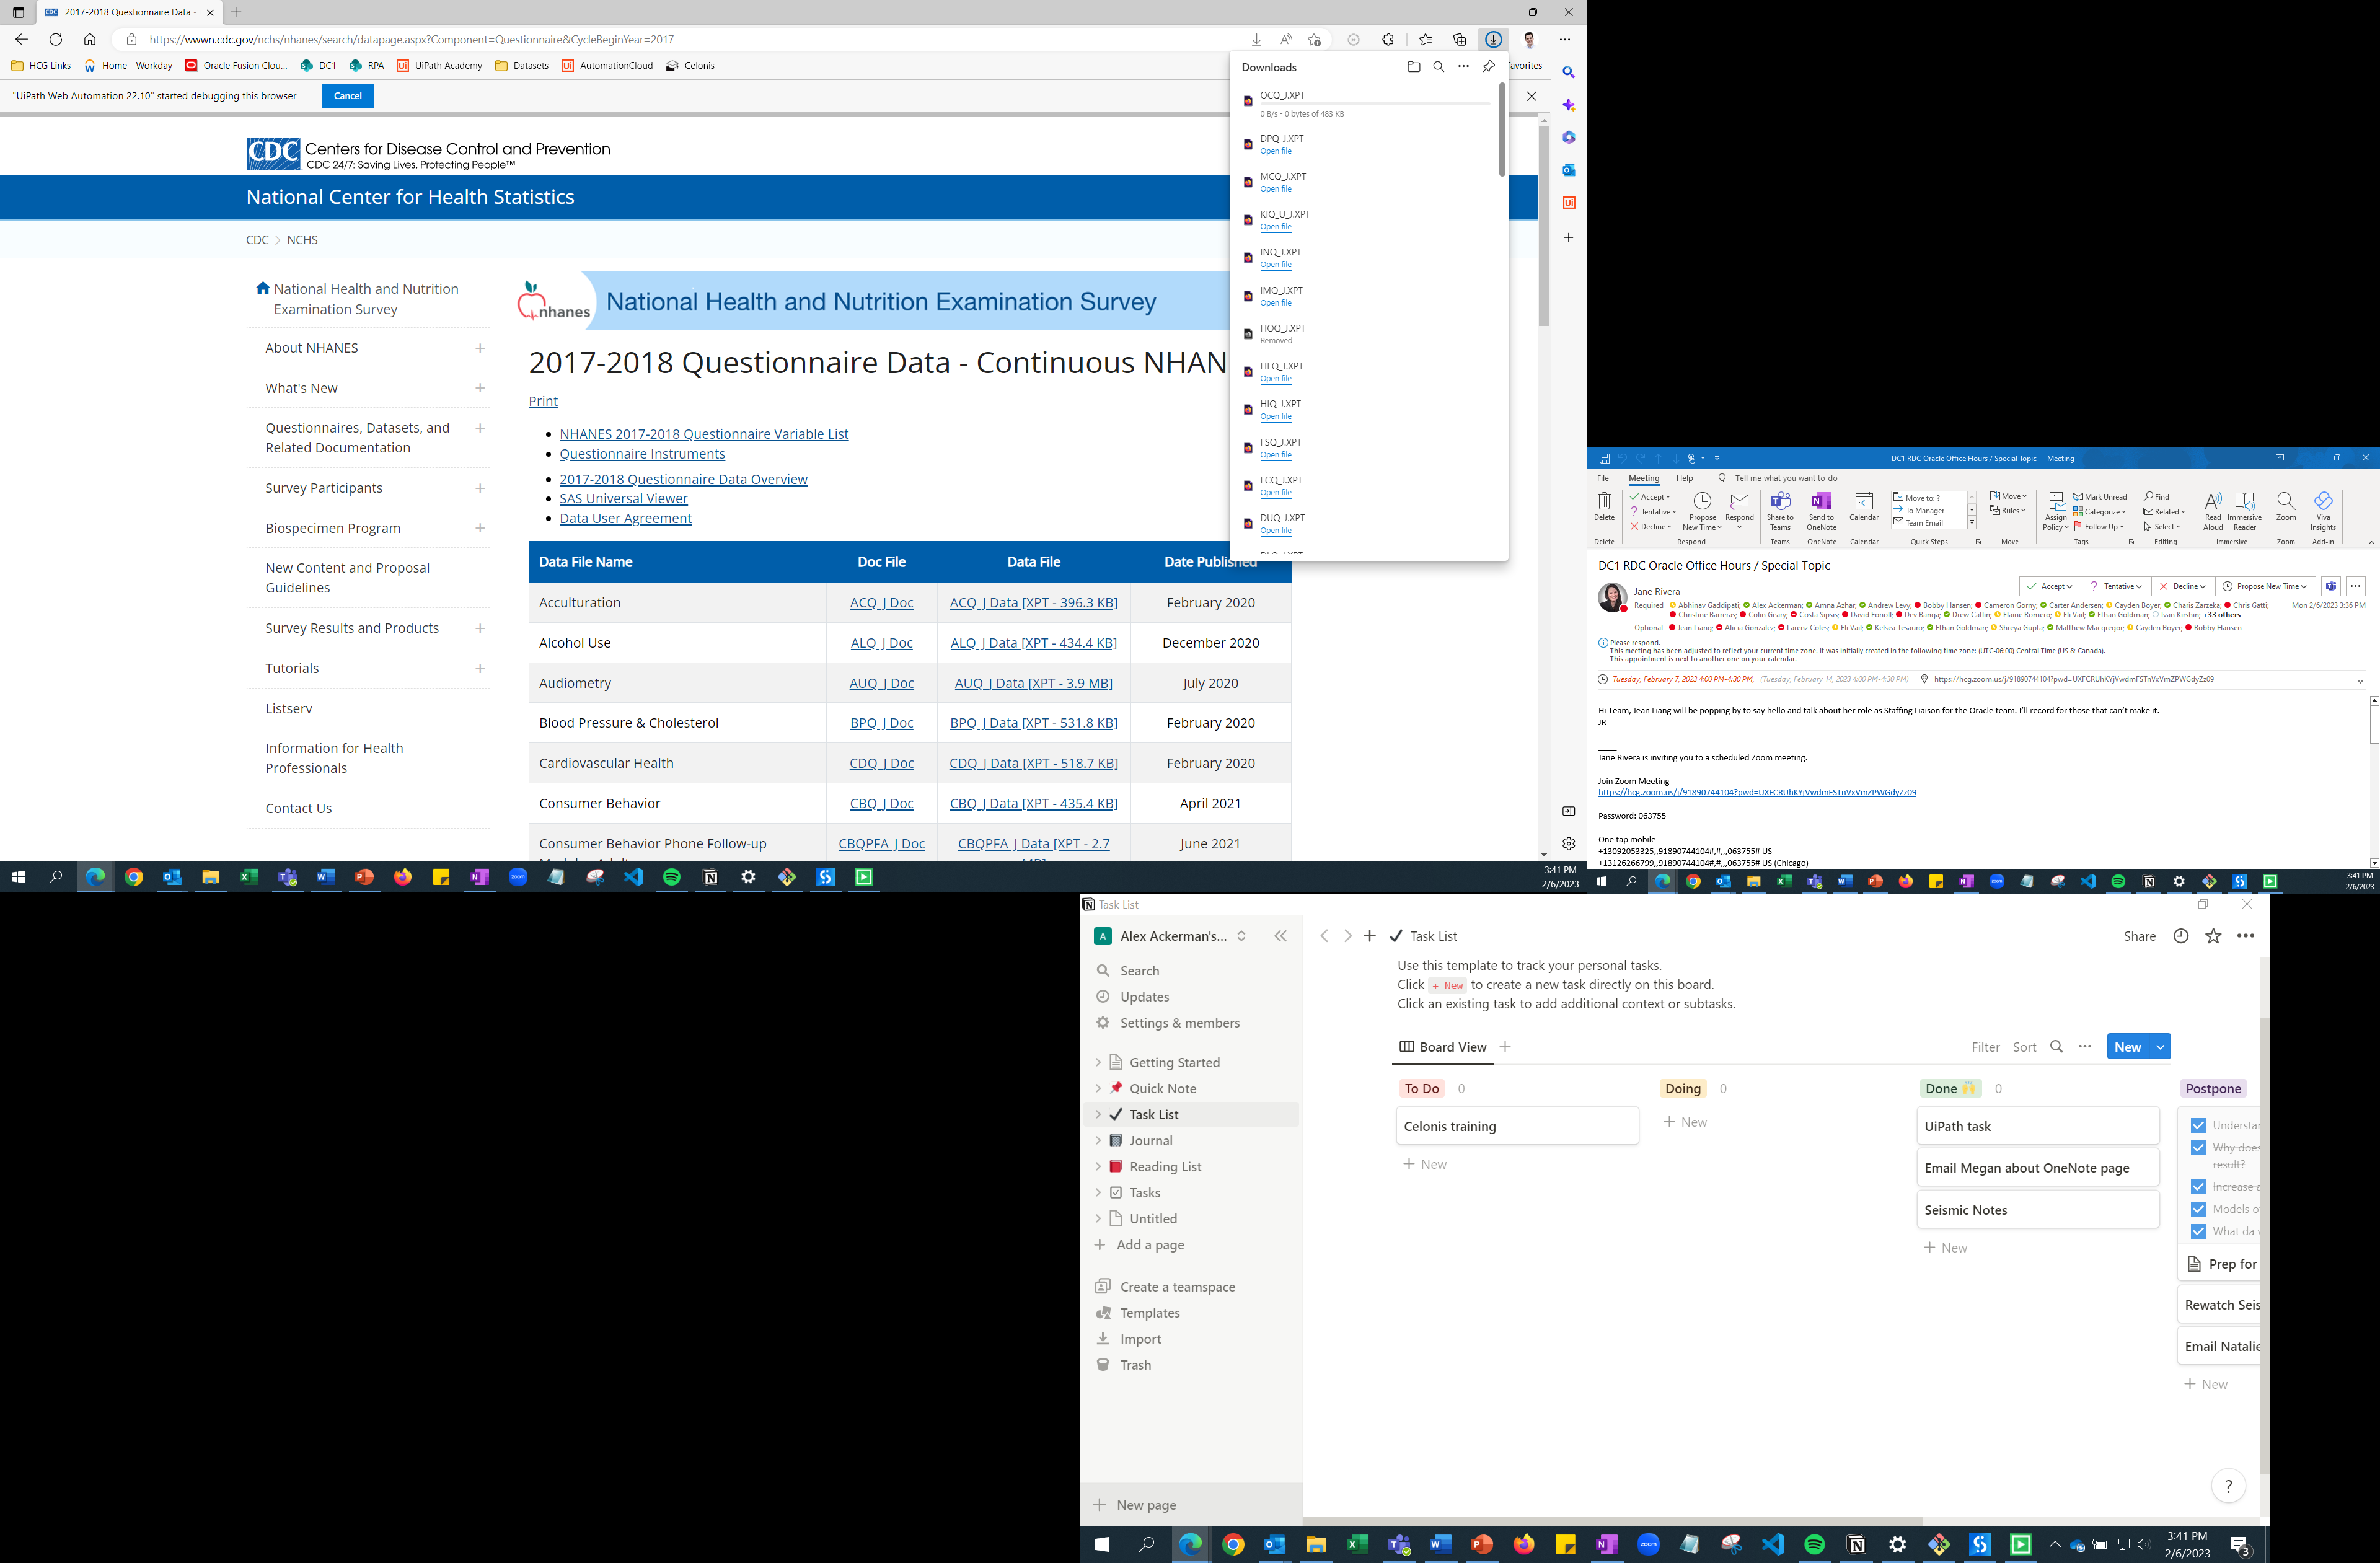 2017-2018 Questionnaire Data -
https://wwwn.cdc.gov/nchs/nhanes/search/datapage.aspx?Component=Questionnaire&CycleBeginYear=2017
HCG Links Home - Workday Oracle Fusion Clou... DC1 RPA UiPath Academy Datasets AutomationCloud Celonis
favorites
"UiPath Web Automation 22.10" started debugging this browser Cancel
Downloads
OCQ_J.XPT
0 B/s - 0 bytes of 483 KB
DPQ_J.XPT
Open file
MCQ_J.XPT
Open file
KIQ_U_J.XPT
Open file
INQ_J.XPT
Open file
IMQ_J.XPT
Open file
HOQ_J.XPT
Removed
HEQ_J.XPT
Open file
HIQ_J.XPT
Open file
FSQ_J.XPT
Open file
ECQ_J.XPT
Open file
DUQ_J.XPT
Open file
CDC Centers for Disease Control and Prevention
CDC 24/7: Saving Lives, Protecting People™
National Center for Health Statistics
CDC > NCHS
National Health and Nutrition
Examination Survey
About NHANES
What's New
Questionnaires, Datasets, and
Related Documentation
Survey Participants
Biospecimen Program
New Content and Proposal
Guidelines
Survey Results and Products
Tutorials
Listserv
Information for Health
Professionals
Contact Us
nhanes National Health and Nutrition Examination Survey
2017-2018 Questionnaire Data - Continuous NHAN
Print
NHANES 2017-2018 Questionnaire Variable List
Questionnaire Instruments
2017-2018 Questionnaire Data Overview
SAS Universal Viewer
Data User Agreement
Data File Name Doc File Data File Date Published
Acculturation ACQ_J Doc ACQ_J Data [XPT - 396.3 KB] February 2020
Alcohol Use ALQ_J Doc ALQ_J Data [XPT - 434.4 KB] December 2020
Audiometry AUQ_J Doc AUQ_J Data [XPT - 3.9 MB] July 2020
Blood Pressure & Cholesterol BPQ_J Doc BPQ_J Data [XPT - 531.8 KB] February 2020
Cardiovascular Health CDQ_J Doc CDQ_J Data [XPT - 518.7 KB] February 2020
Consumer Behavior CBQ_J Doc CBQ_J Data [XPT - 435.4 KB] April 2021
Consumer Behavior Phone Follow-up CBQPFA_J Doc CBQPFA_J Data [XPT - 2.7 June 2021
3:41 PM
2/6/2023
DC1 RDC Oracle Office Hours / Special Topic - Meeting
File Meeting Help Tell me what you want to do
Delete
Accept
Tentative
Decline
Propose
New Time
Respond
Share to
Teams
Send to
OneNote
Calendar
Move to: ?
To Manager
Team Email
Move
Rules
Assign
Policy
Mark Unread
Categorize
Follow Up
Find
Related
Select
Read
Aloud
Immersive
Reader
Zoom
Viva
Insights
Delete Respond Teams OneNote Calendar Quick Steps Move Tags Editing Immersive Zoom Add-in
DC1 RDC Oracle Office Hours / Special Topic
Accept Tentative Decline Propose New Time
Jane Rivera
Required Abhinav Gaddipati; Alex Ackerman; Amna Azhar; Andrew Levy; Bobby Hansen; Cameron Gorny; Carter Andersen; Cayden Boyer; Charis Zarzeka; Chris Gatti; Mon 2/6/2023 3:36 PM
Christine Barreras; Colin Geary; Costa Sipsis; David Fonoll; Dev Banga; Drew Catlin; Elaine Romero; Eli Vail; Ethan Goldman; Ivan Kirshin; +33 others
Optional Jean Liang; Alicia Gonzalez; Larenz Coles; Eli Vail; Kelsea Tesauro; Ethan Goldman; Shreya Gupta; Matthew Macgregor; Cayden Boyer; Bobby Hansen
Please respond.
This meeting has been adjusted to reflect your current time zone. It was initially created in the following time zone: (UTC-06:00) Central Time (US & Canada).
This appointment is next to another one on your calendar.
Tuesday, February 7, 2023 4:00 PM-4:30 PM, (Tuesday, February 14, 2023 4:00 PM-4:30 PM) https://hcg.zoom.us/j/91890744104?pwd=UXFCRUhKYjVwdmFSTnVxVmZPWGdyZz09
Hi Team, Jean Liang will be popping by to say hello and talk about her role as Staffing Liaison for the Oracle team. I'll record for those that can't make it.
JR
Jane Rivera is inviting you to a scheduled Zoom meeting.
Join Zoom Meeting
https://hcg.zoom.us/j/91890744104?pwd=UXFCRUhKYjVwdmFSTnVxVmZPWGdyZz09
Password: 063755
One tap mobile
+13092053325,,91890744104#,#,,,063755# US
+13126266799,,91890744104#,#,,,063755# US (Chicago)
3:41 PM
2/6/2023
Task List
A Alex Ackerman's...
Search
Updates
Settings & members
Getting Started
Quick Note
Task List
Journal
Reading List
Tasks
Untitled
Add a page
Create a teamspace
Templates
Import
Trash
New page
Task List
Share
Use this template to track your personal tasks.
Click + New to create a new task directly on this board.
Click an existing task to add additional context or subtasks.
Board View
Filter Sort New
To Do 0
Celonis training
+ New
Doing 0
+ New
Done 🙌 0
UiPath task
Email Megan about OneNote page
Seismic Notes
+ New
Postpone
Understan
Why does
result?
Increase a
Models o
What da
Prep for
Rewatch Seis
Email Natalie
+ New
?
3:41 PM
2/6/2023
3